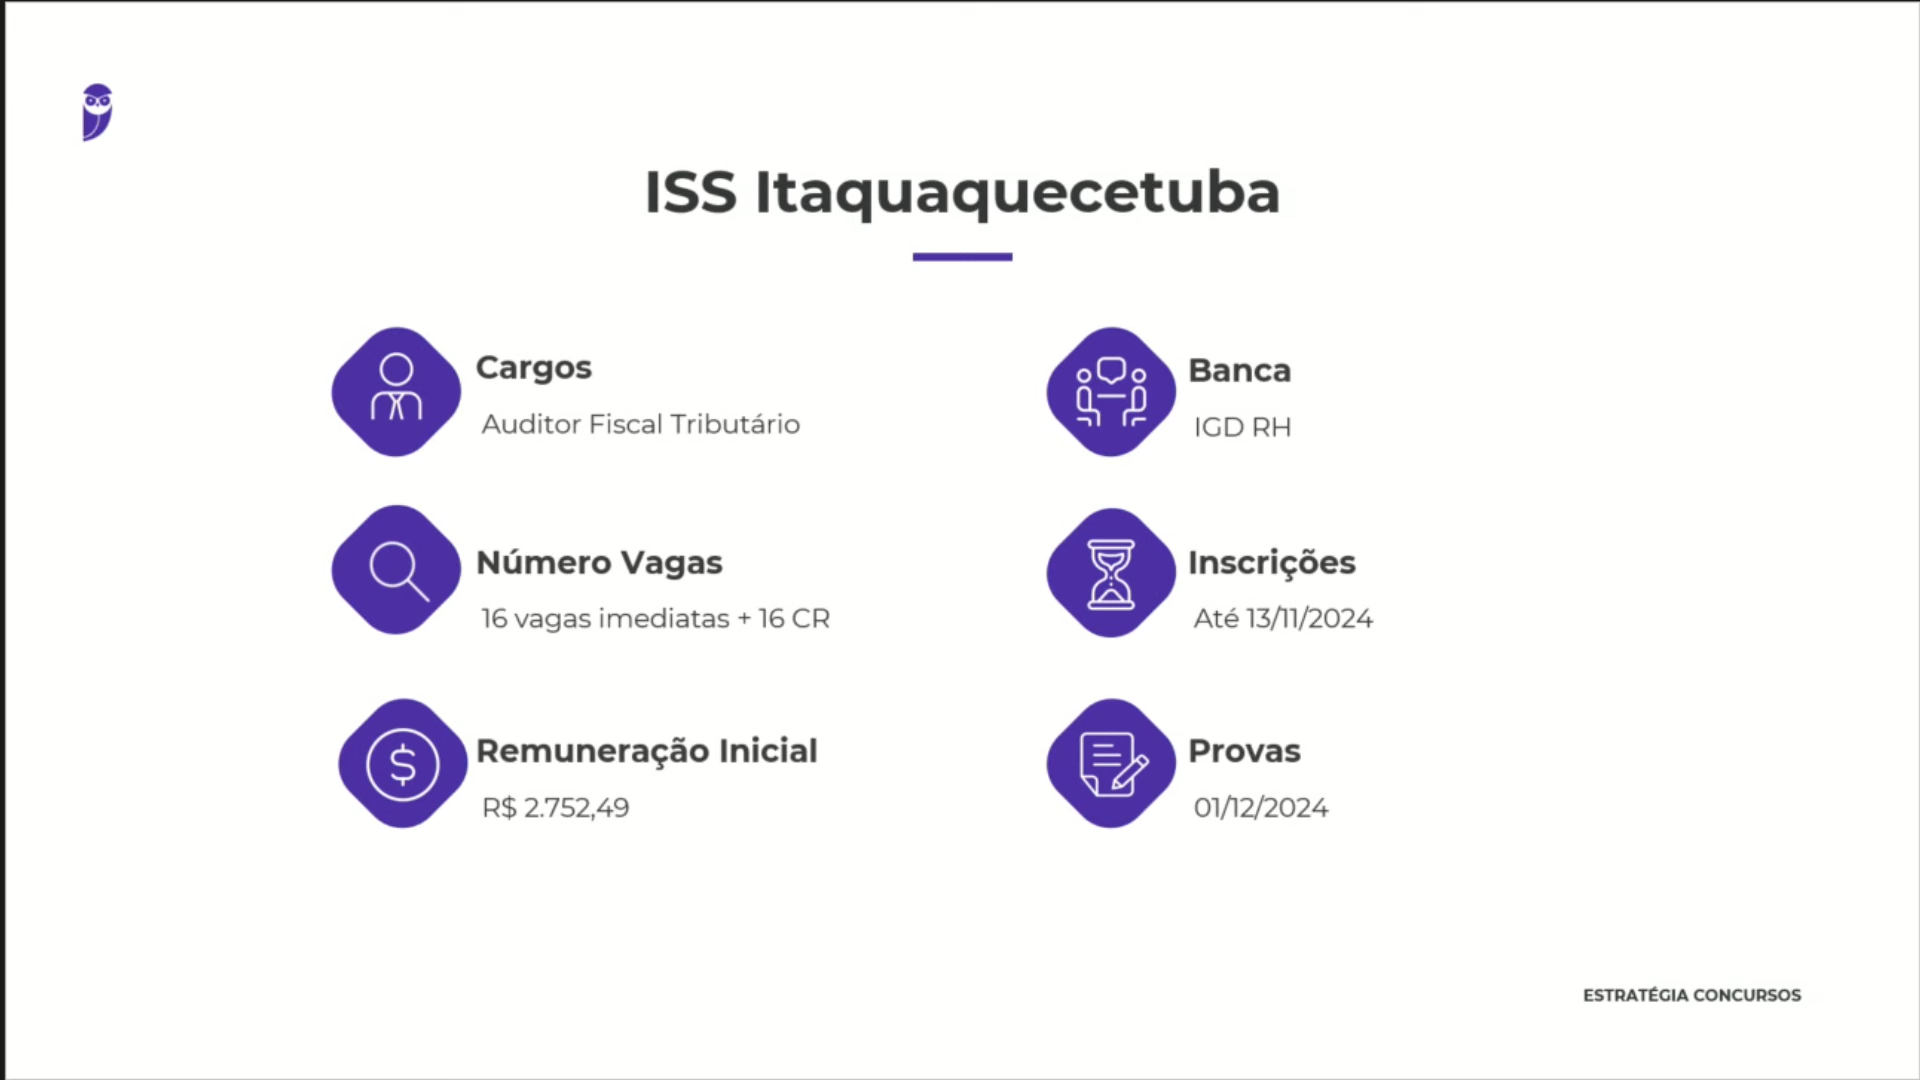 ISS Itaquaquecetuba
Cargos
Auditor Fiscal Tributário
Banca
IGD RH
Número Vagas
16 vagas imediatas + 16 CR
Inscrições
Até 13/11/2024
Remuneração Inicial
R$ 2.752,49
Provas
01/12/2024
ESTRATÉGIA CONCURSOS